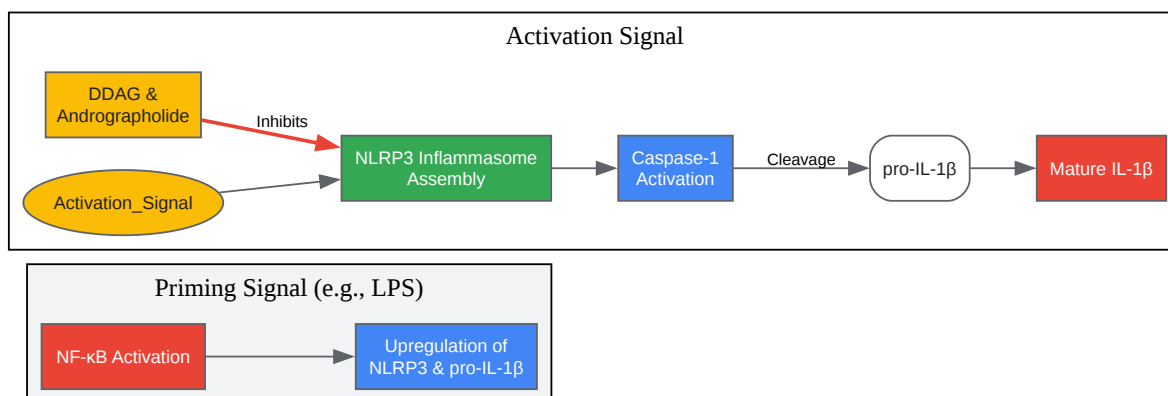 Activation Signal
DDAG &
Andrographolide
Inhibits
Activation_Signal
NLRP3 Inflammasome
Assembly
Caspase-1
Activation
Cleavage
pro-IL-1β
Mature IL-1β
Priming Signal (e.g., LPS)
NF-κB Activation
Upregulation of
NLRP3 & pro-IL-1β